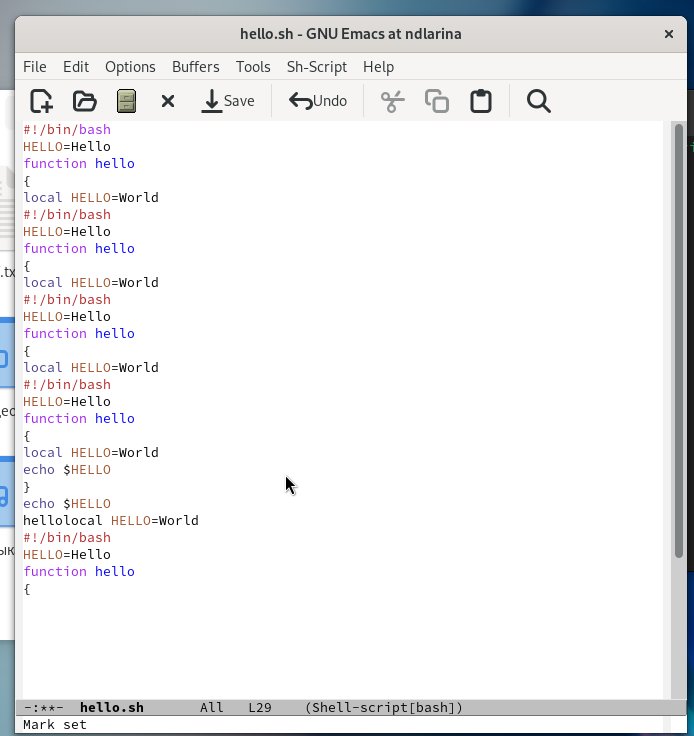 hello.sh - GNU Emacs at ndlarina
File Edit Options Buffers Tools Sh-Script Help
Save Undo
#!/bin/bash
HELLO=Hello
function hello
{
local HELLO=World
#!/bin/bash
HELLO=Hello
function hello
{
local HELLO=World
#!/bin/bash
HELLO=Hello
function hello
{
local HELLO=World
#!/bin/bash
HELLO=Hello
function hello
{
local HELLO=World
echo $HELLO
}
echo $HELLO
hellolocal HELLO=World
#!/bin/bash
HELLO=Hello
function hello
{
-:**- hello.sh All L29 (Shell-script[bash])
Mark set